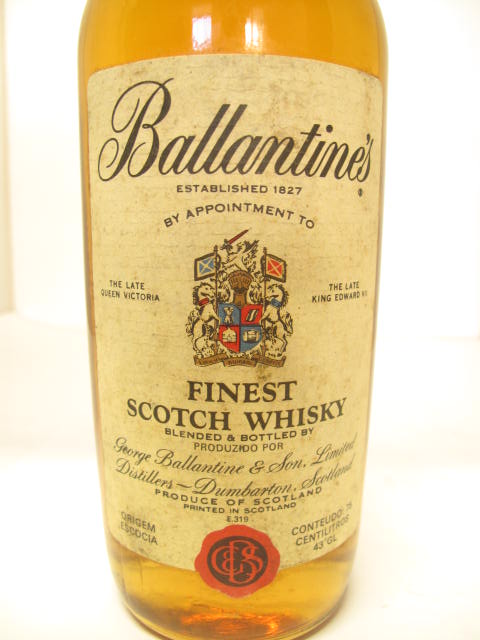 Ballantine's
ESTABLISHED 1827
®
BY APPOINTMENT TO
THE LATE
QUEEN VICTORIA
THE LATE
KING EDWARD VII
FINEST
SCOTCH WHISKY
BLENDED & BOTTLED BY
PRODUZIDO POR
George Ballantine & Son, Limited
Distillers—Dumbarton, Scotland
PRODUCE OF SCOTLAND
PRINTED IN SCOTLAND
E.319
ORIGEM
ESCOCIA
CONTEUDO: 75
CENTILITROS
43°GL
GBS